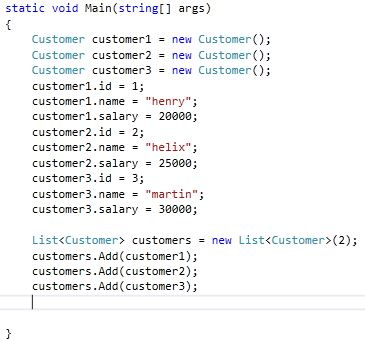 static void Main(string[] args)
{
Customer customer1 = new Customer();
Customer customer2 = new Customer();
Customer customer3 = new Customer();
customer1.id = 1;
customer1.name = "henry";
customer1.salary = 20000;
customer2.id = 2;
customer2.name = "helix";
customer2.salary = 25000;
customer3.id = 3;
customer3.name = "martin";
customer3.salary = 30000;
List<Customer> customers = new List<Customer>(2);
customers.Add(customer1);
customers.Add(customer2);
customers.Add(customer3);
}